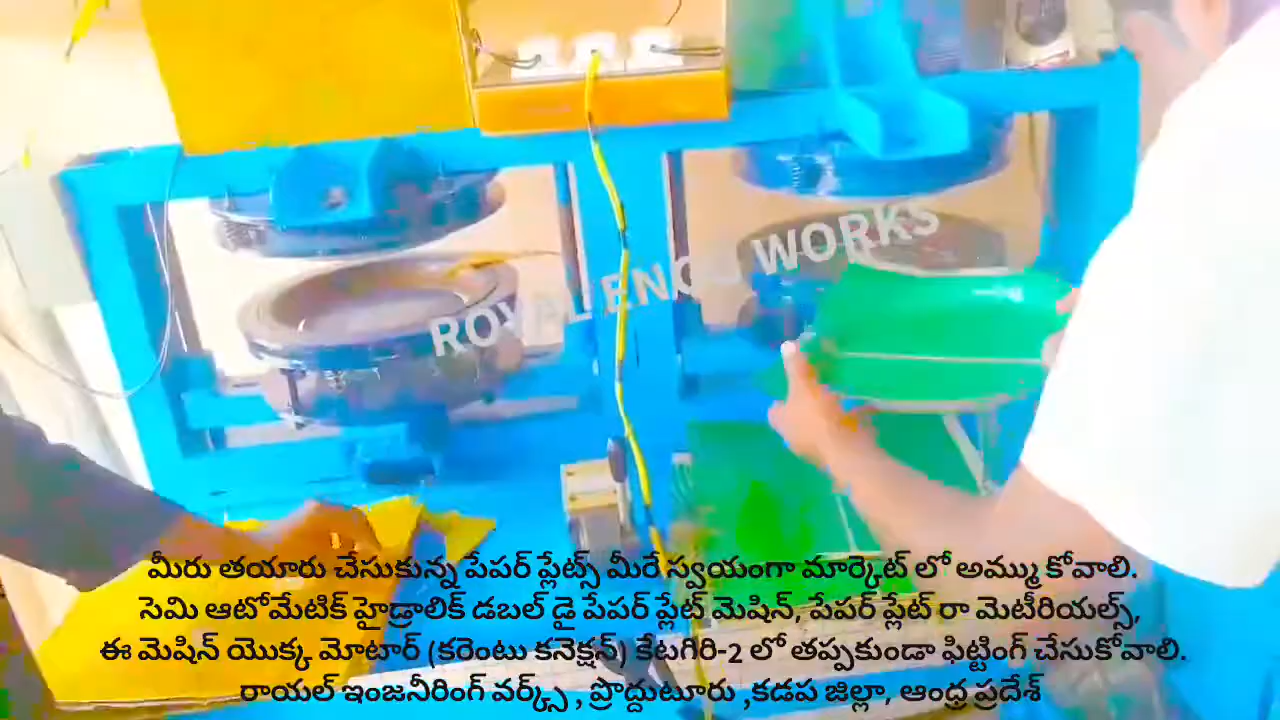 ROYAL ENGG WORKS
మీరు తయారు చేసుకున్న పేపర్ ప్లేట్స్ మీరే స్వయంగా మార్కెట్ లో అమ్ము కోవాలి.
సెమి ఆటోమేటిక్ హైడ్రాలిక్ డబల్ డై పేపర్ ప్లేట్ మెషిన్, పేపర్ ప్లేట్ రా మెటీరియల్స్,
ఈ మెషిన్ యొక్క మోటార్ (కరెంటు కనెక్షన్) కేటగిరి-2 లో తప్పకుండా ఫిట్టింగ్ చేసుకోవాలి.
రాయల్ ఇంజనీరింగ్ వర్క్స్ , ప్రొద్దుటూరు ,కడప జిల్లా, ఆంధ్ర ప్రదేశ్